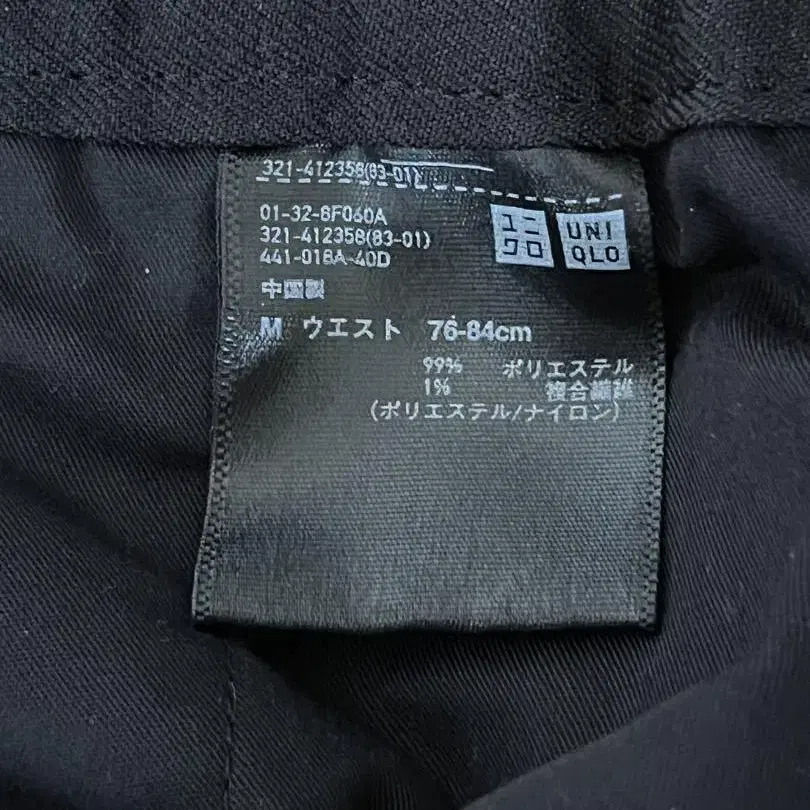 321-412358(83-01)
01-32-8F060A
321-412358(83-01)
441-018A-40D
ユニ
クロ
UNI
QLO
中国製
M ウエスト 76-84cm
99% ポリエステル
1% 複合繊維
(ポリエステル/ナイロン)